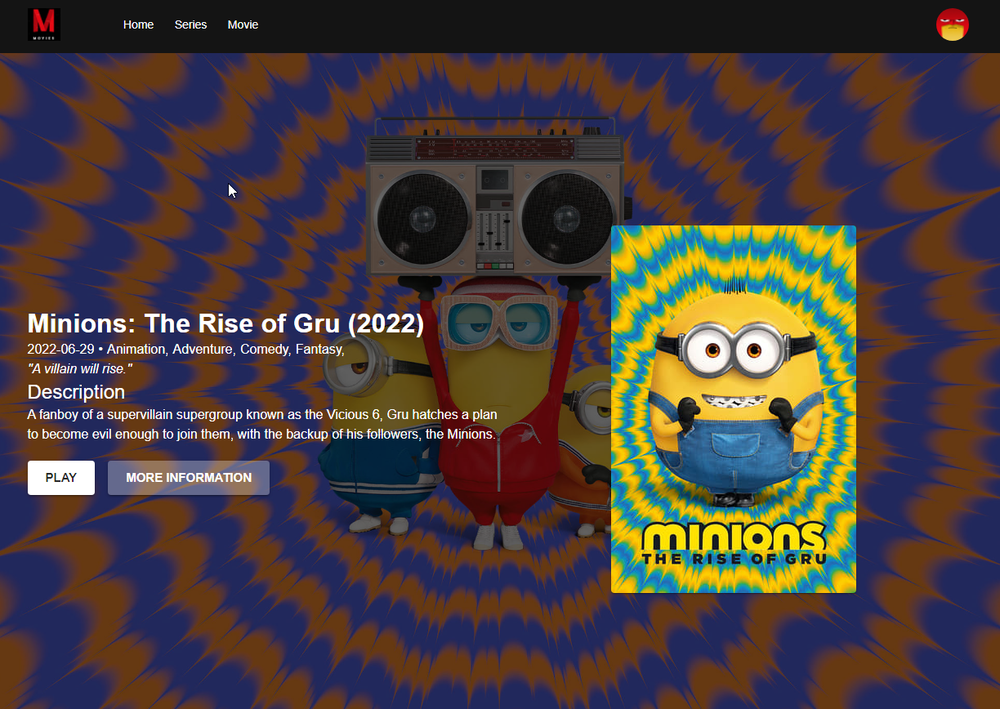 M
MOVIES
Home
Series
Movie
Minions: The Rise of Gru (2022)
2022-06-29 • Animation, Adventure, Comedy, Fantasy,
"A villain will rise."
Description
A fanboy of a supervillain supergroup known as the Vicious 6, Gru hatches a plan
to become evil enough to join them, with the backup of his followers, the Minions.
PLAY
MORE INFORMATION
minions
THE RISE OF GRU